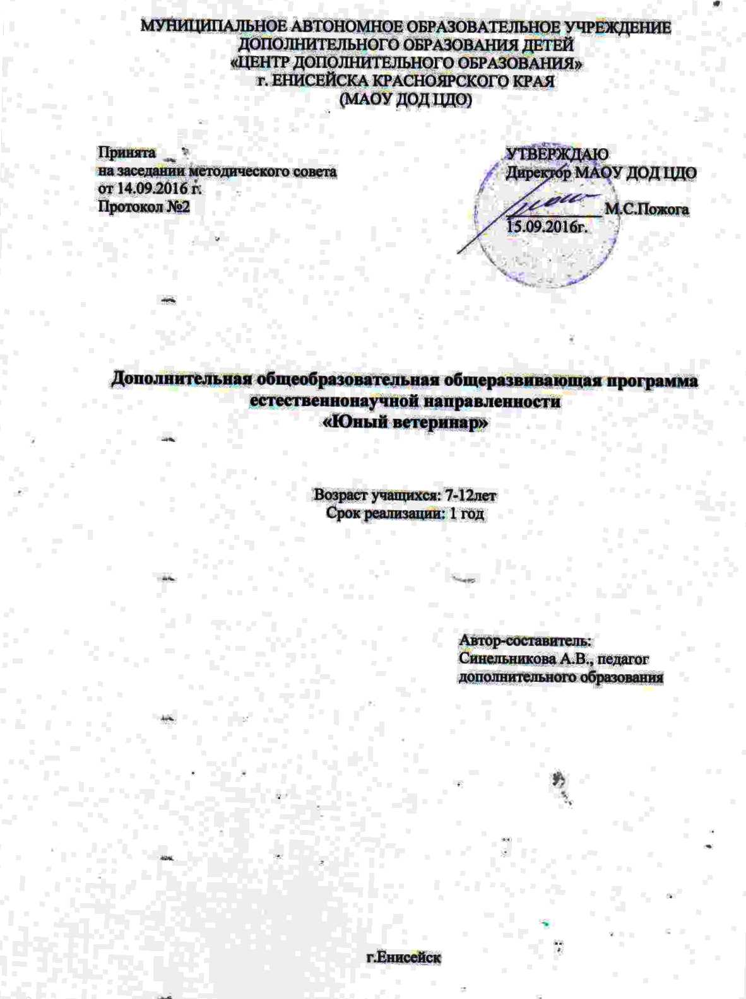 МУНИЦИПАЛЬНОЕ АВТОНОМНОЕ ОБРАЗОВАТЕЛЬНОЕ УЧРЕЖДЕНИЕ
ДОПОЛНИТЕЛЬНОГО ОБРАЗОВАНИЯ ДЕТЕЙ
«ЦЕНТР ДОПОЛНИТЕЛЬНОГО ОБРАЗОВАНИЯ»
г. ЕНИСЕЙСКА КРАСНОЯРСКОГО КРАЯ
(МАОУ ДОД ЦДО)
Принята
на заседании методического совета
от 14.09.2016 г.
Протокол №2
УТВЕРЖДАЮ
Директор МАОУ ДОД ЦДО
М.С.Пожога
15.09.2016г.
Дополнительная общеобразовательная общеразвивающая программа
естественнонаучной направленности
«Юный ветеринар»
Возраст учащихся: 7-12лет
Срок реализации: 1 год
Автор-составитель:
Синельникова А.В., педагог
дополнительного образования
г.Енисейск